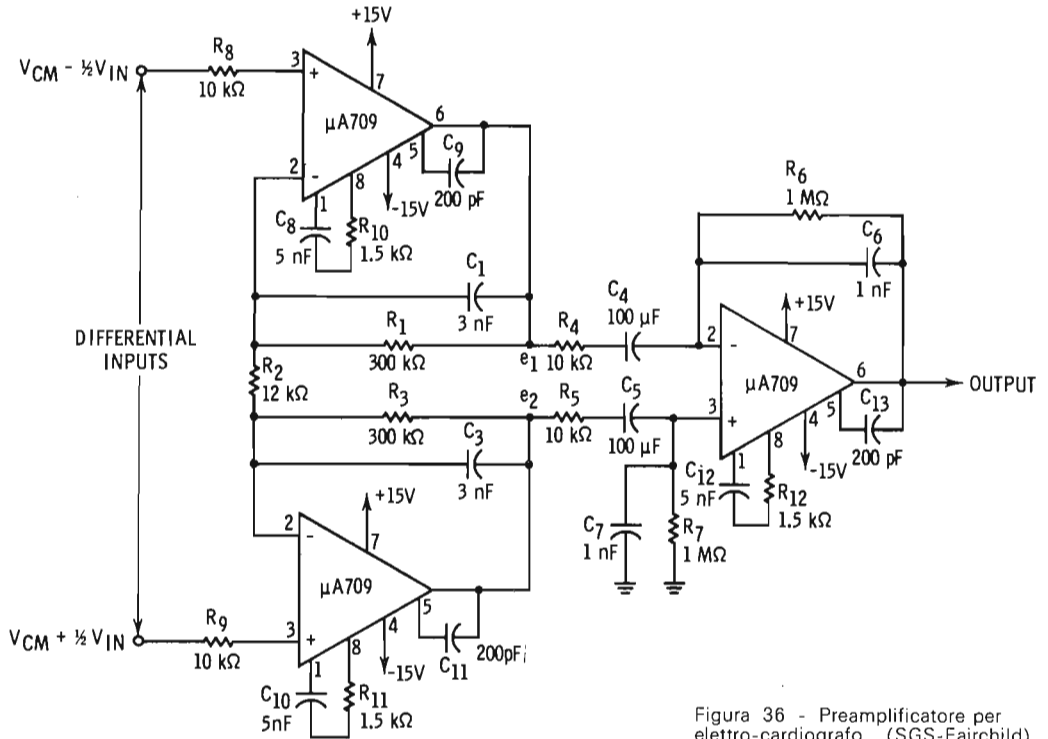 +15V
R8
10 kΩ
VCM − ½VIN
3
+
7
μA709
6
C9
5
4
200 pF
2
-
8
1
-15V
C8
5 nF
R10
1.5 kΩ
C1
3 nF
R1
300 kΩ
DIFFERENTIAL
INPUTS
R2
12 kΩ
R3
300 kΩ
C3
3 nF
e1
R4
10 kΩ
C4
100 μF
e2
R5
10 kΩ
C5
100 μF
R6
1 MΩ
C6
1 nF
+15V
7
2
-
μA709
6
OUTPUT
3
+
5
C13
4
200 pF
8
1
-15V
Ci2
5 nF
R12
1.5 kΩ
C7
1 nF
R7
1 MΩ
+15V
2
-
7
μA709
5
4
R9
10 kΩ
VCM + ½VIN
3
+
8
1
-15V
C11
200pF
C10
5nF
R11
1.5 kΩ
Figura 36 - Preamplificatore per
elettro-cardiografo (SGS-Fairchild)